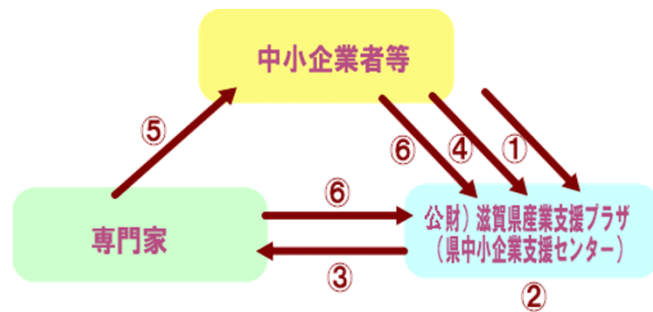 中小企業者等
⑤
⑥
④
①
⑥
専門家
(公財）滋賀県産業支援プラザ
（県中小企業支援センター）
③
②